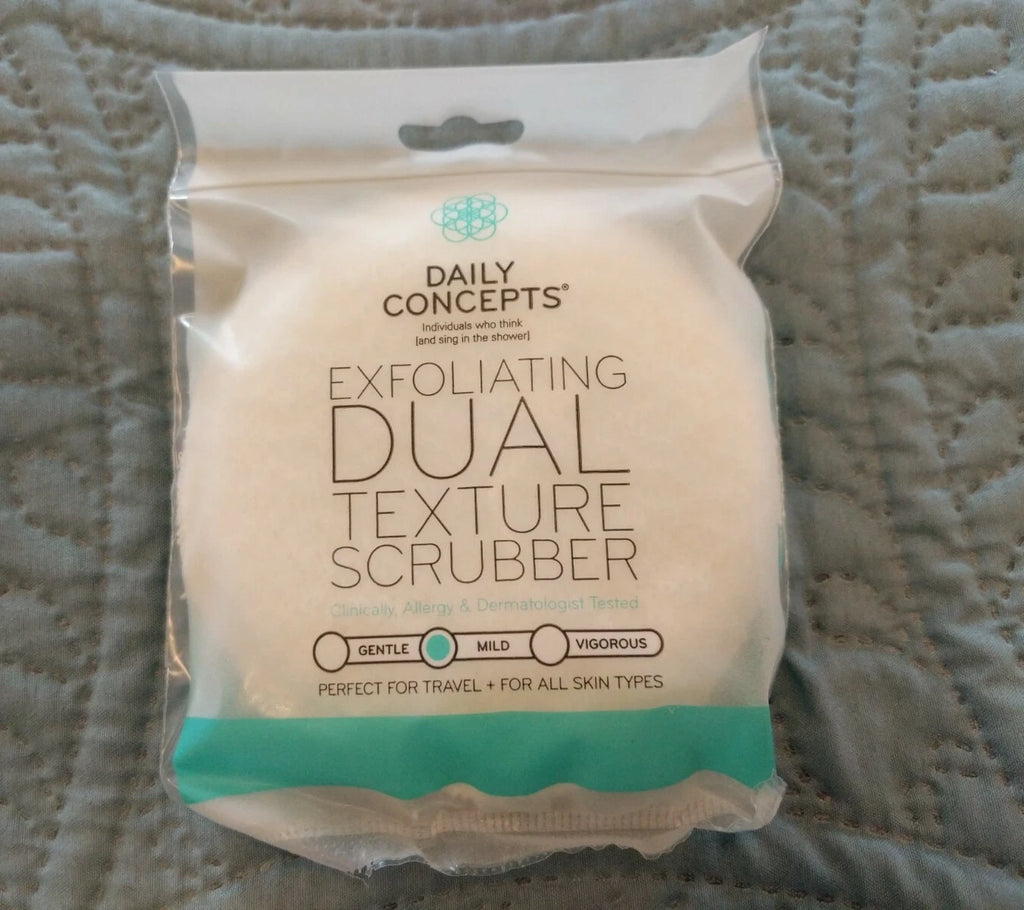 DAILY
CONCEPTS®
Individuals who think
[and sing in the shower]
EXFOLIATING
DUAL
TEXTURE
SCRUBBER
Clinically, Allergy & Dermatologist Tested
GENTLE MILD VIGOROUS
PERFECT FOR TRAVEL + FOR ALL SKIN TYPES